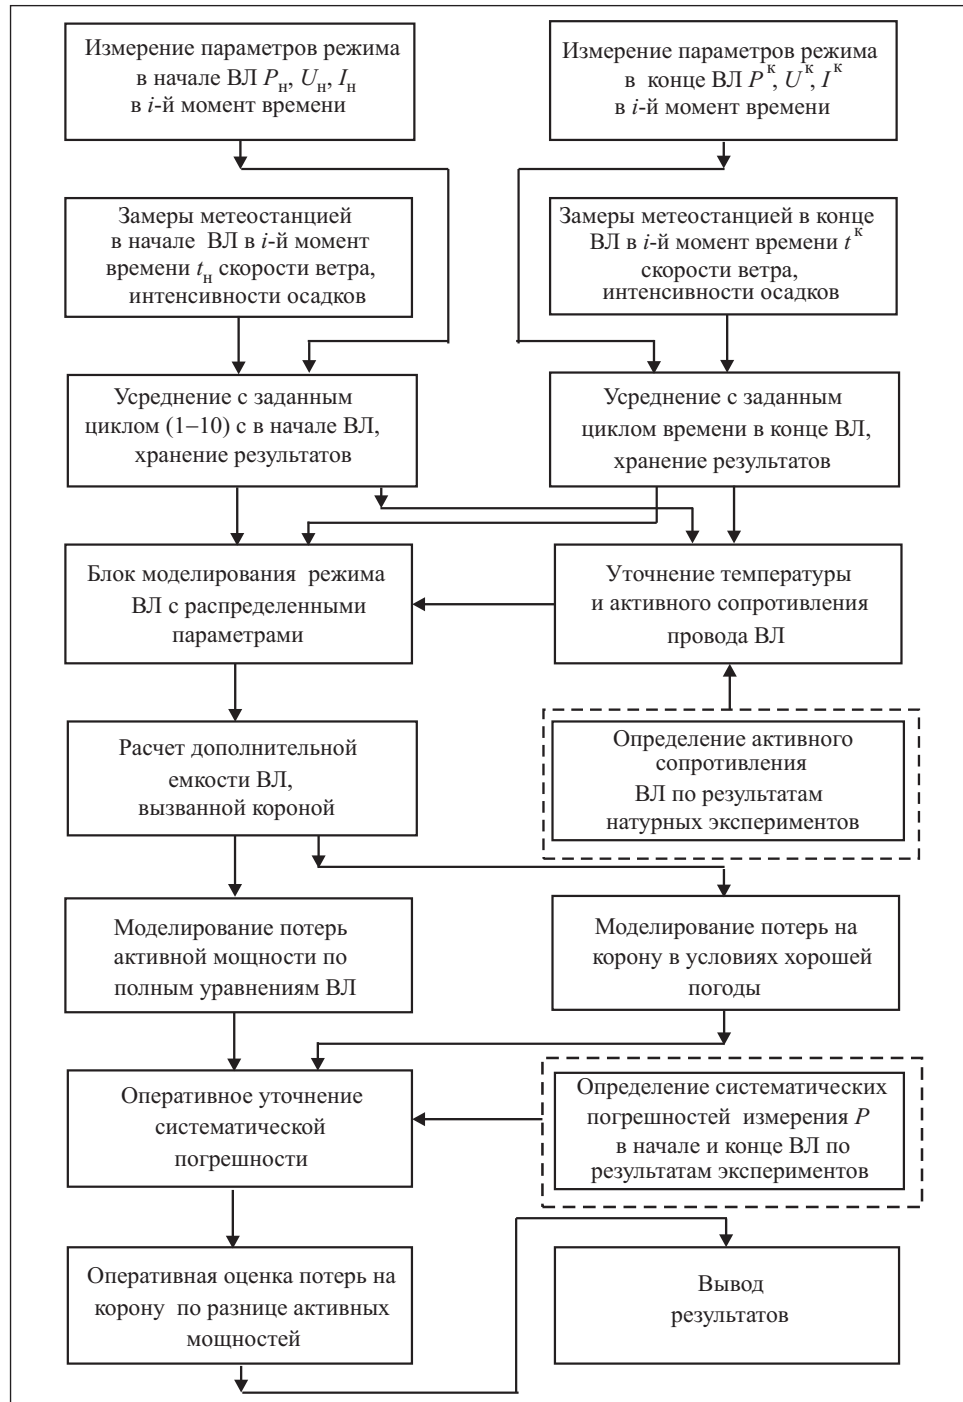 Измерение параметров режима
в начале ВЛ Pн, Uн, Iн
в i-й момент времени
Измерение параметров режима
в конце ВЛ Pᴷ, Uᴷ, Iᴷ
в i-й момент времени
Замеры метеостанцией
в начале ВЛ в i-й момент
времени tн скорости ветра,
интенсивности осадков
Замеры метеостанцией в конце
ВЛ в i-й момент времени tᴷ
скорости ветра,
интенсивности осадков
Усреднение с заданным
циклом (1–10) с в начале ВЛ,
хранение результатов
Усреднение с заданным
циклом времени в конце ВЛ,
хранение результатов
Блок моделирования режима
ВЛ с распределенными
параметрами
Уточнение температуры
и активного сопротивления
провода ВЛ
Расчет дополнительной
емкости ВЛ,
вызванной короной
Определение активного
сопротивления
ВЛ по результатам
натурных экспериментов
Моделирование потерь
активной мощности по
полным уравнениям ВЛ
Моделирование потерь на
корону в условиях хорошей
погоды
Оперативное уточнение
систематической
погрешности
Определение систематических
погрешностей измерения P
в начале и конце ВЛ по
результатам экспериментов
Оперативная оценка потерь на
корону по разнице активных
мощностей
Вывод
результатов